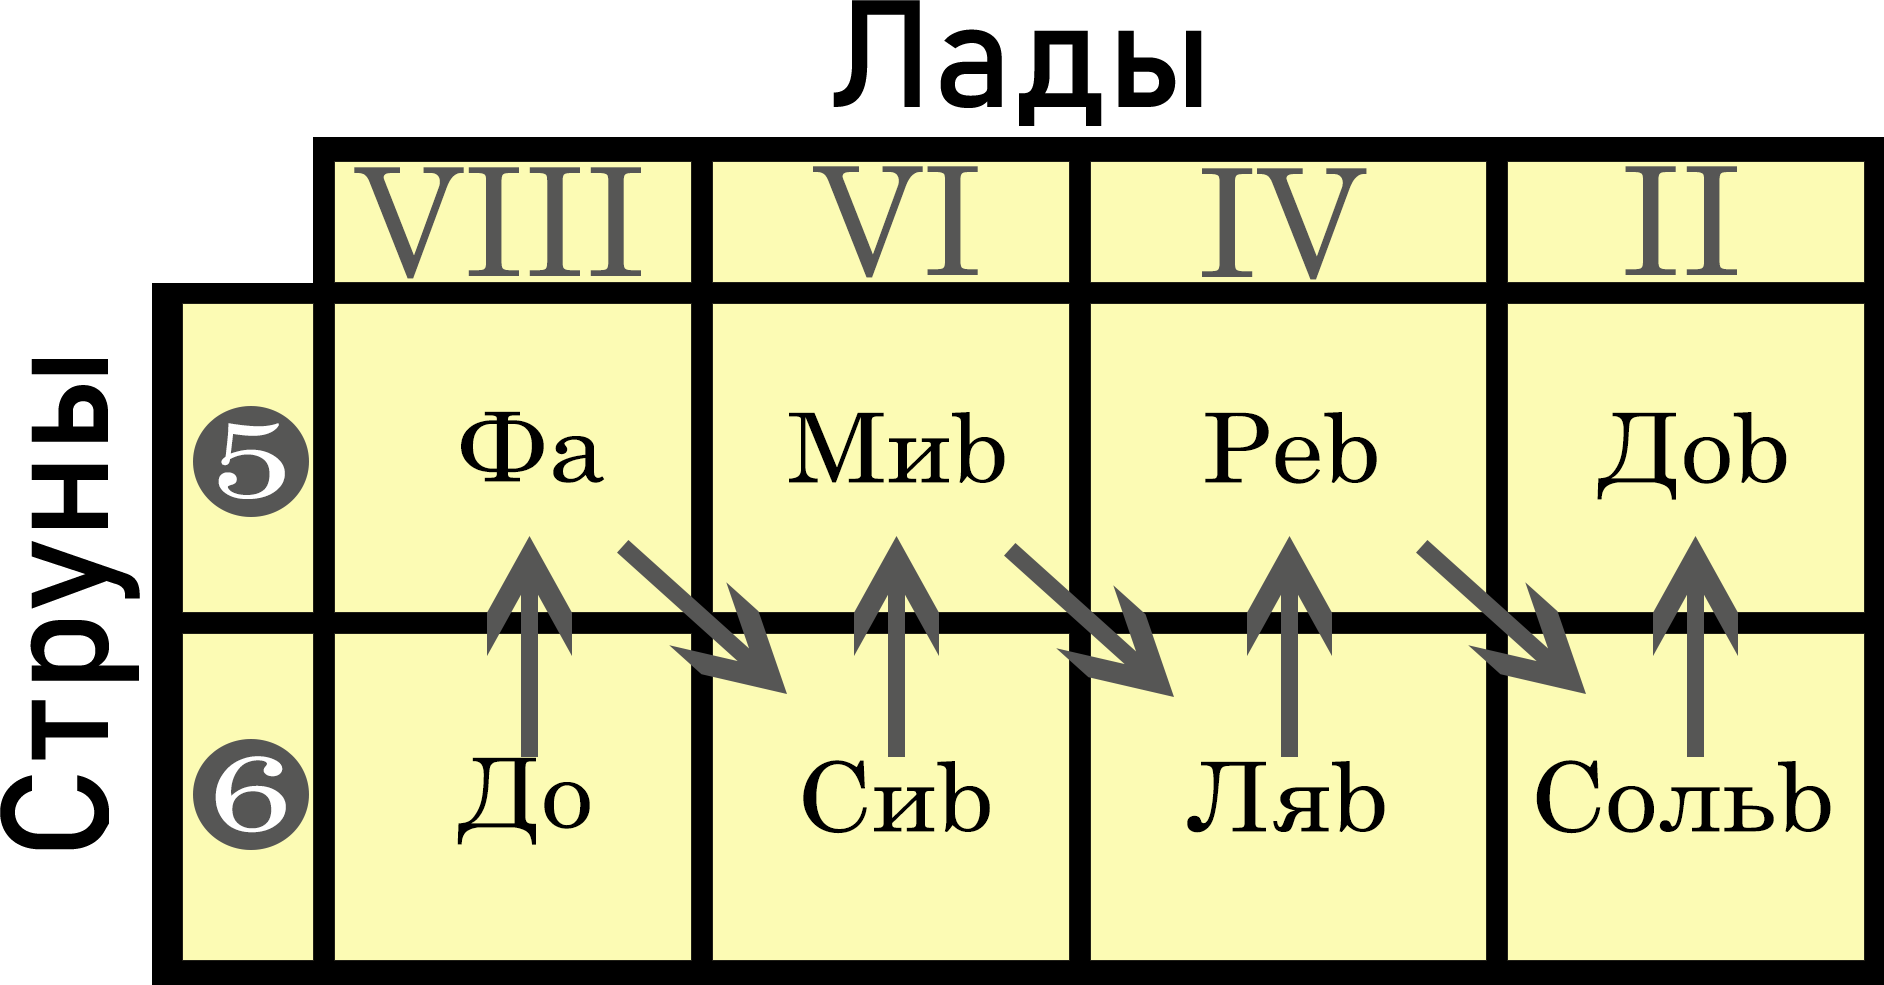 Лады
VIII VI IV II
Струны
5 Фа Миb Реb Доb
6 До Сиb Ляb Сольb